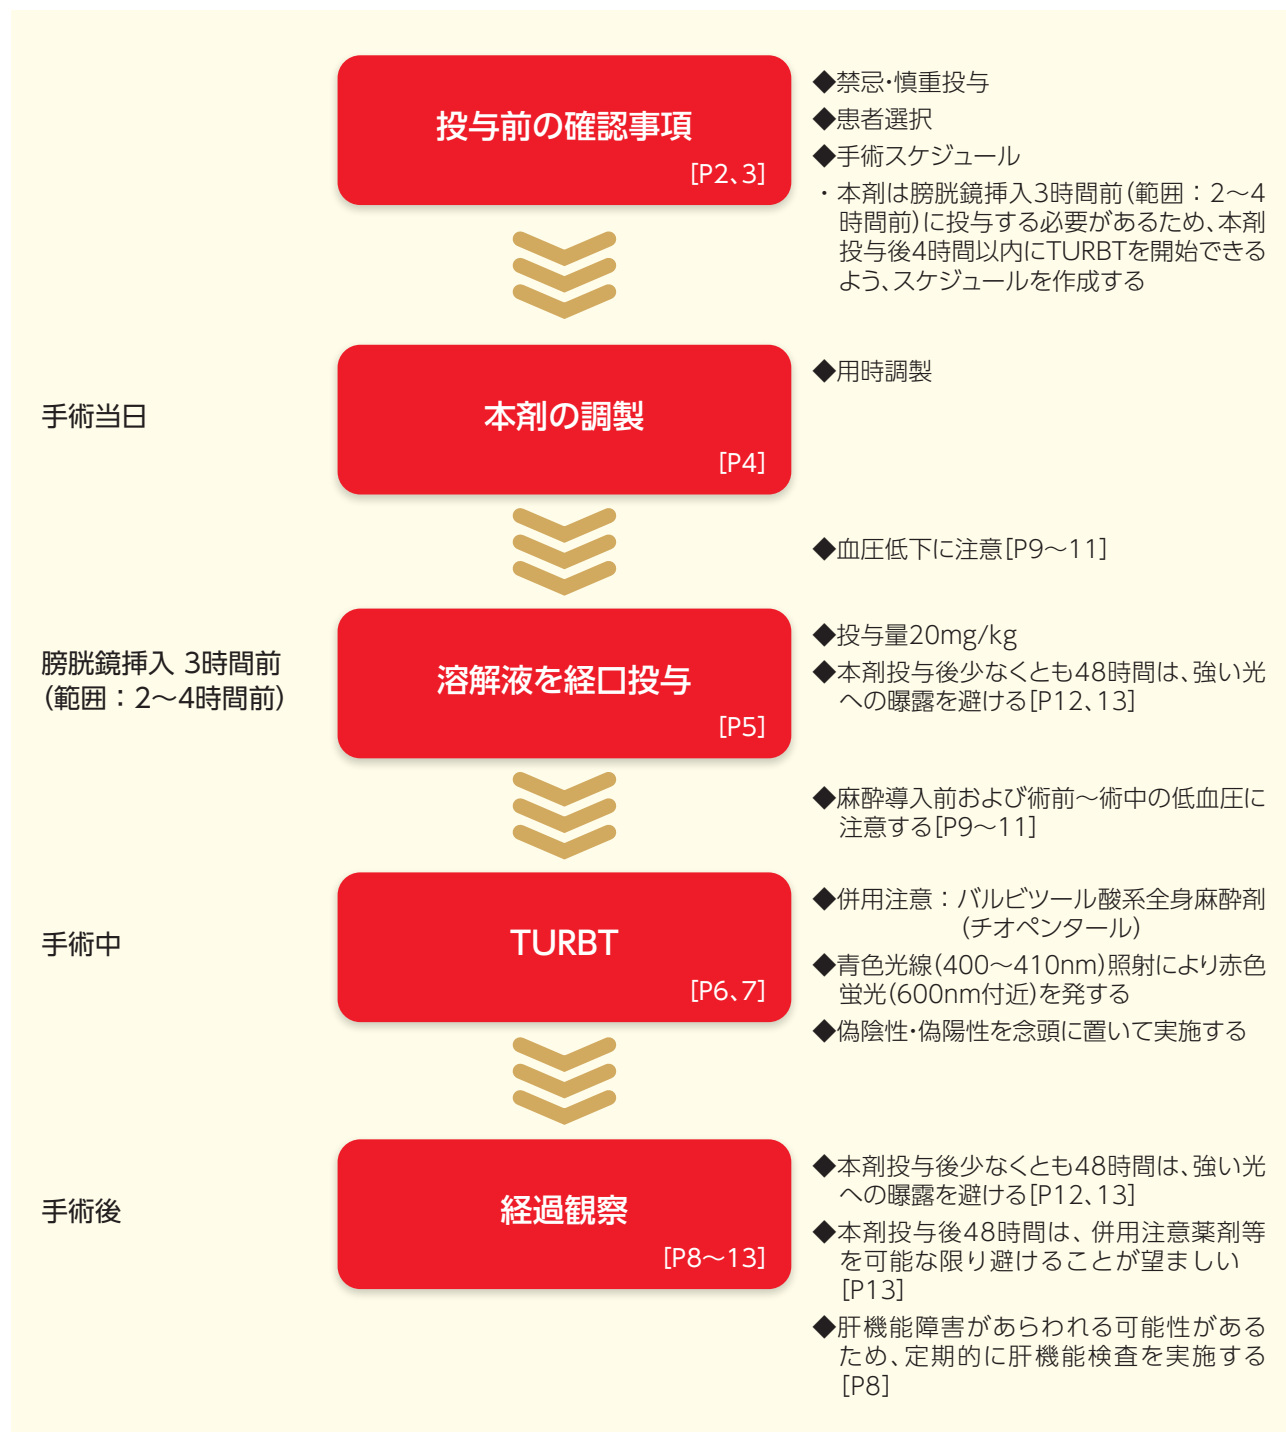 投与前の確認事項
[P2、3]
◆禁忌・慎重投与
◆患者選択
◆手術スケジュール
・本剤は膀胱鏡挿入3時間前(範囲：2〜4
時間前)に投与する必要があるため、本剤
投与後4時間以内にTURBTを開始できる
よう、スケジュールを作成する
手術当日
本剤の調製
[P4]
◆用時調製
◆血圧低下に注意[P9〜11]
膀胱鏡挿入 3時間前
(範囲：2〜4時間前)
溶解液を経口投与
[P5]
◆投与量20mg/kg
◆本剤投与後少なくとも48時間は、強い光
への曝露を避ける[P12、13]
◆麻酔導入前および術前〜術中の低血圧に
注意する[P9〜11]
手術中
TURBT
[P6、7]
◆併用注意：バルビツール酸系全身麻酔剤
(チオペンタール)
◆青色光線(400〜410nm)照射により赤色
蛍光(600nm付近)を発する
◆偽陰性・偽陽性を念頭に置いて実施する
手術後
経過観察
[P8〜13]
◆本剤投与後少なくとも48時間は、強い光
への曝露を避ける[P12、13]
◆本剤投与後48時間は、併用注意薬剤等
を可能な限り避けることが望ましい
[P13]
◆肝機能障害があらわれる可能性がある
ため、定期的に肝機能検査を実施する
[P8]